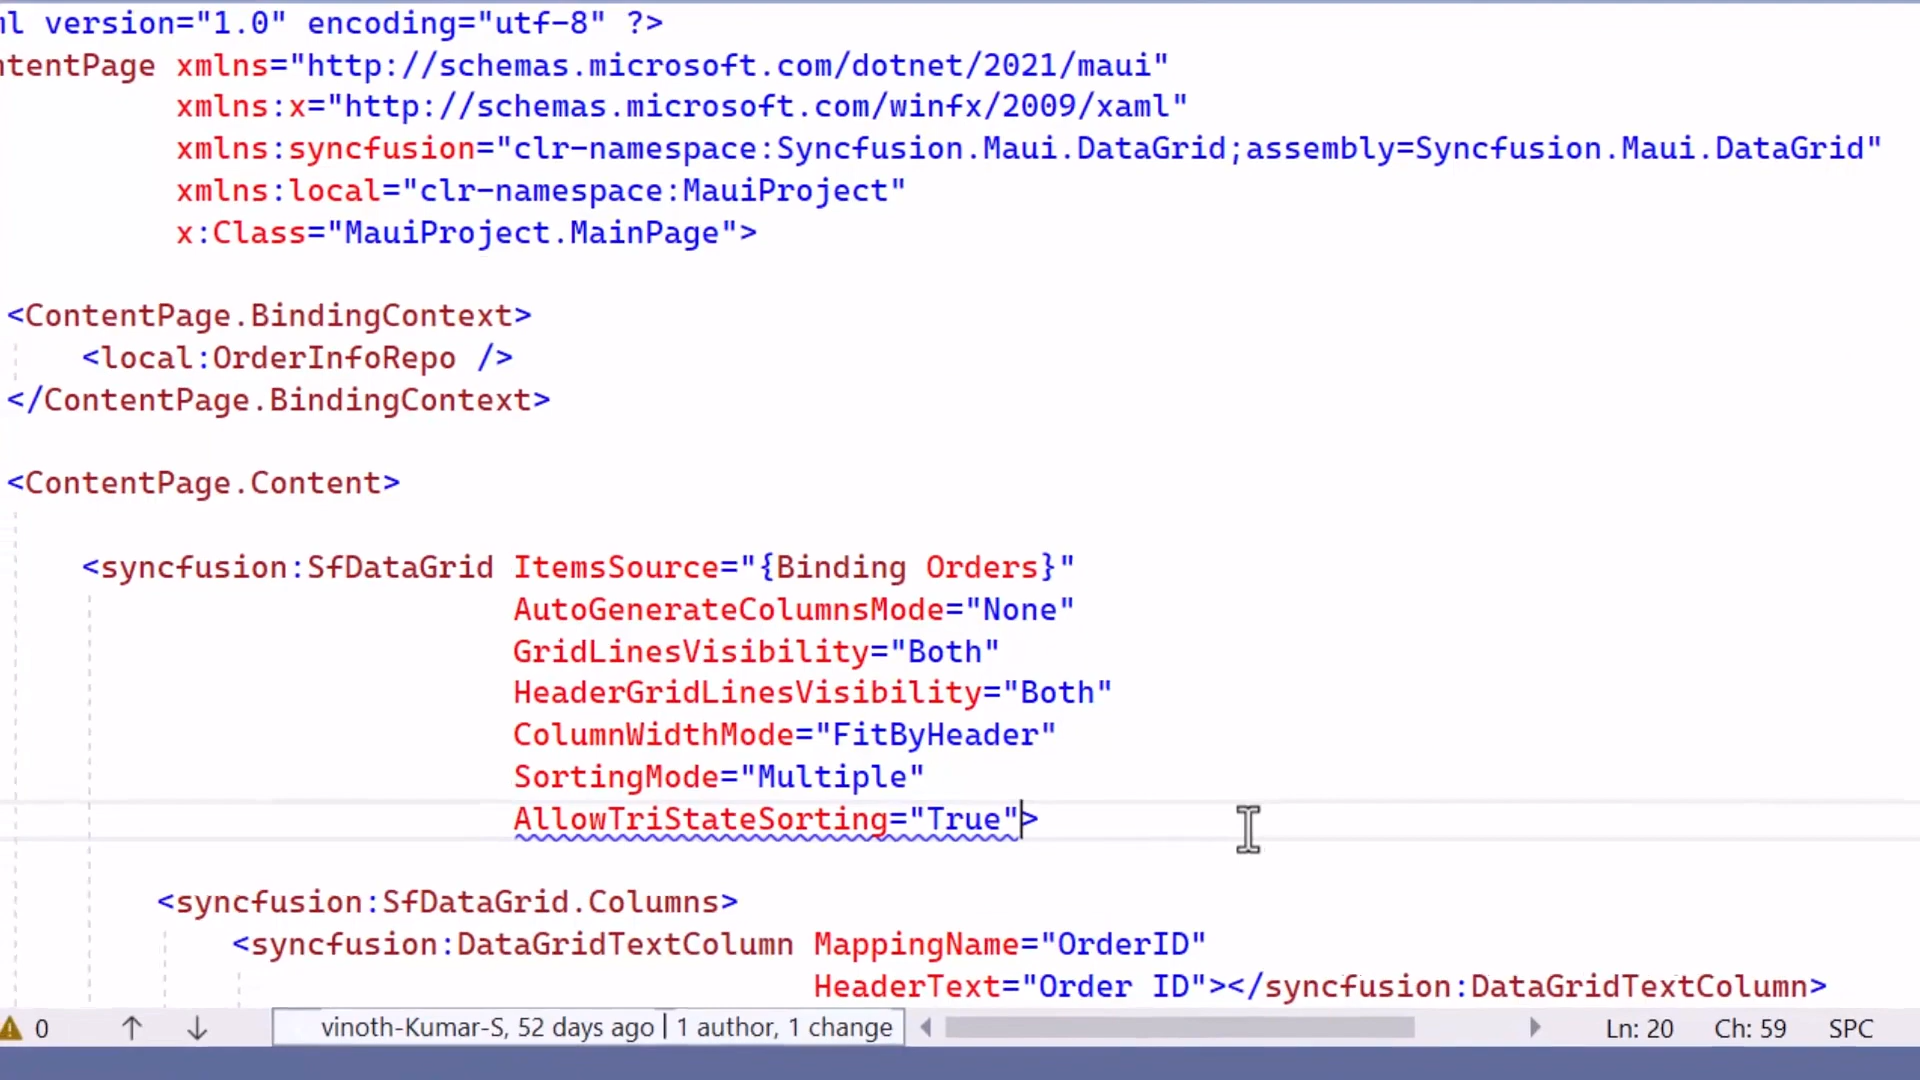 ml version="1.0" encoding="utf-8" ?>
ntentPage xmlns="http://schemas.microsoft.com/dotnet/2021/maui"
xmlns:x="http://schemas.microsoft.com/winfx/2009/xaml"
xmlns:syncfusion="clr-namespace:Syncfusion.Maui.DataGrid;assembly=Syncfusion.Maui.DataGrid"
xmlns:local="clr-namespace:MauiProject"
x:Class="MauiProject.MainPage">
<ContentPage.BindingContext>
<local:OrderInfoRepo />
</ContentPage.BindingContext>
<ContentPage.Content>
<syncfusion:SfDataGrid ItemsSource="{Binding Orders}"
AutoGenerateColumnsMode="None"
GridLinesVisibility="Both"
HeaderGridLinesVisibility="Both"
ColumnWidthMode="FitByHeader"
SortingMode="Multiple"
AllowTriStateSorting="True">
<syncfusion:SfDataGrid.Columns>
<syncfusion:DataGridTextColumn MappingName="OrderID"
HeaderText="Order ID"></syncfusion:DataGridTextColumn>
0 vinoth-Kumar-S, 52 days ago | 1 author, 1 change Ln: 20 Ch: 59 SPC